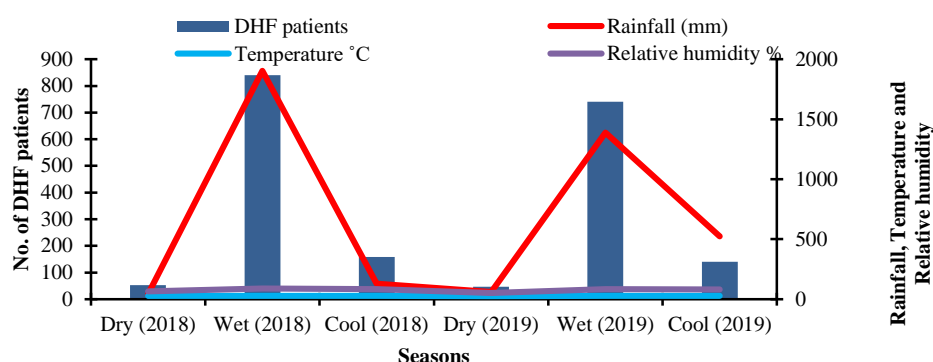 DHF patients
Rainfall (mm)
Temperature ˚C
Relative humidity %
No. of DHF patients
900
800
700
600
500
400
300
200
100
0
2000
1500
1000
500
0
Rainfall, Temperature and
Relative humidity
Dry (2018)
Wet (2018)
Cool (2018)
Dry (2019)
Wet (2019)
Cool (2019)
Seasons